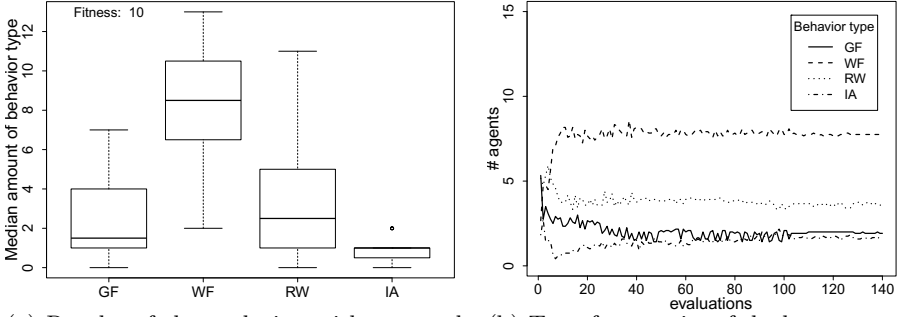 Fitness: 10
Median amount of behavior type
0
2
4
6
8
10
12
GF
WF
RW
IA
# agents
0
5
10
15
Behavior type
GF
WF
RW
IA
0
20
40
60
80
100
120
140
evaluations